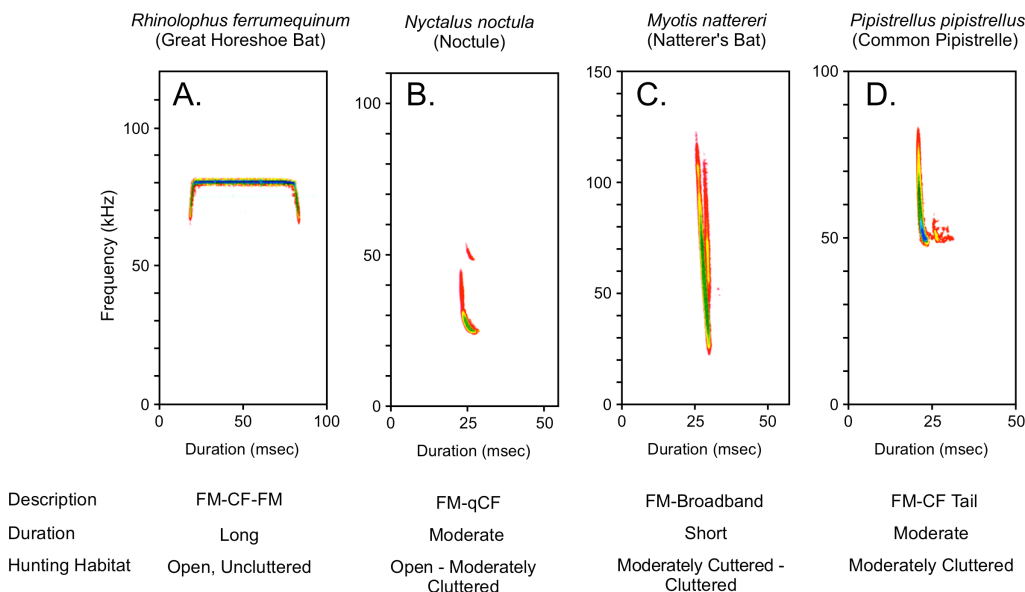 Rhinolophus ferrumequinum
(Great Horeshoe Bat)
Nyctalus noctula
(Noctule)
Myotis nattereri
(Natterer's Bat)
Pipistrellus pipistrellus
(Common Pipistrelle)
Frequency (kHz)
A.
100
50
0
0 50 100
Duration (msec)
B.
100
50
0
0 25 50
Duration (msec)
C.
150
100
50
0
0 25 50
Duration (msec)
D.
100
50
0
0 25 50
Duration (msec)
Description FM-CF-FM FM-qCF FM-Broadband FM-CF Tail
Duration Long Moderate Short Moderate
Hunting Habitat Open, Uncluttered Open - Moderately Moderately Cuttered - Moderately Cluttered
Cluttered Cluttered